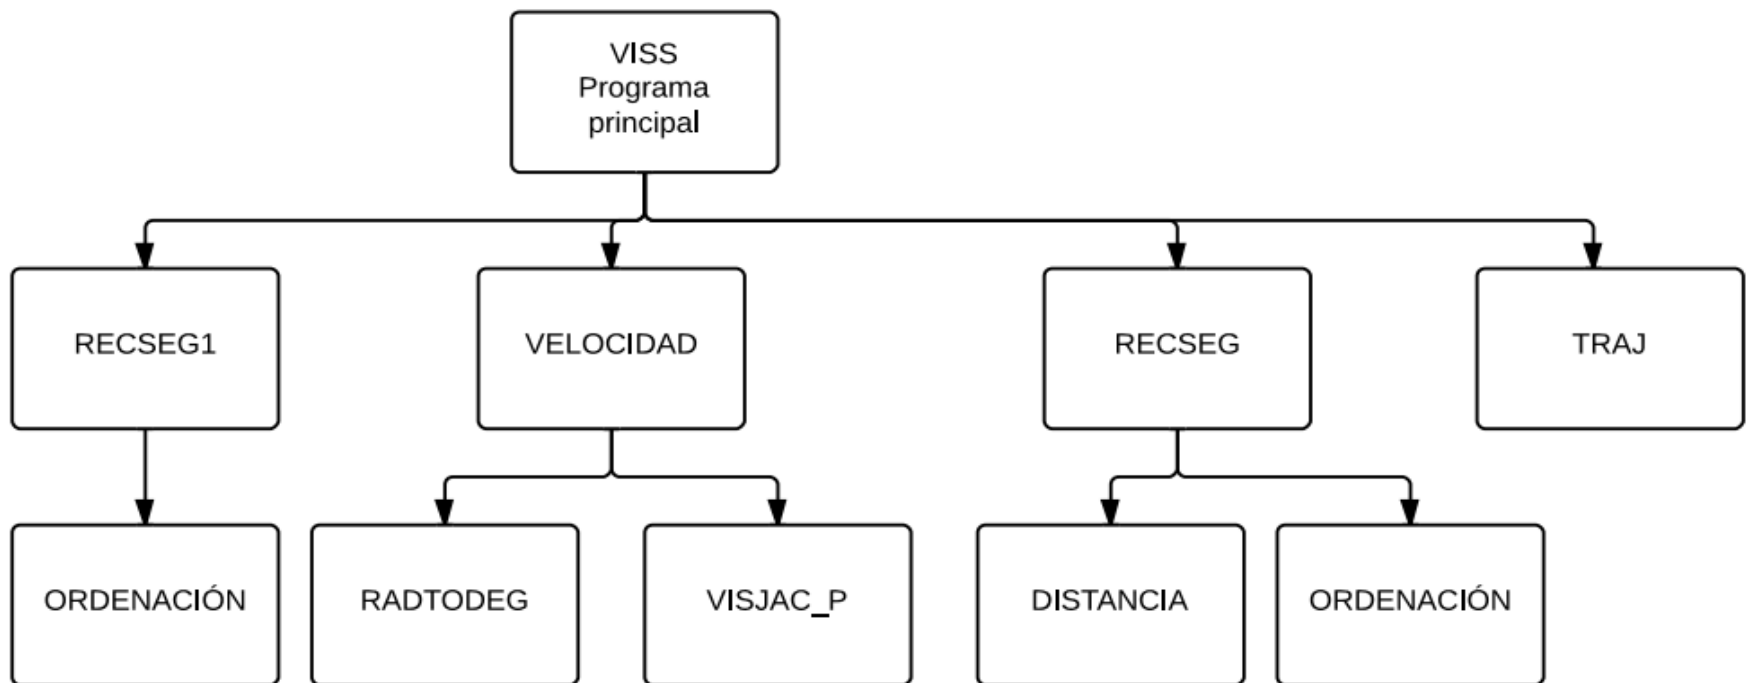 VISS
Programa
principal
RECSEG1
VELOCIDAD
RECSEG
TRAJ
ORDENACIÓN
RADTODEG
VISJAC_P
DISTANCIA
ORDENACIÓN